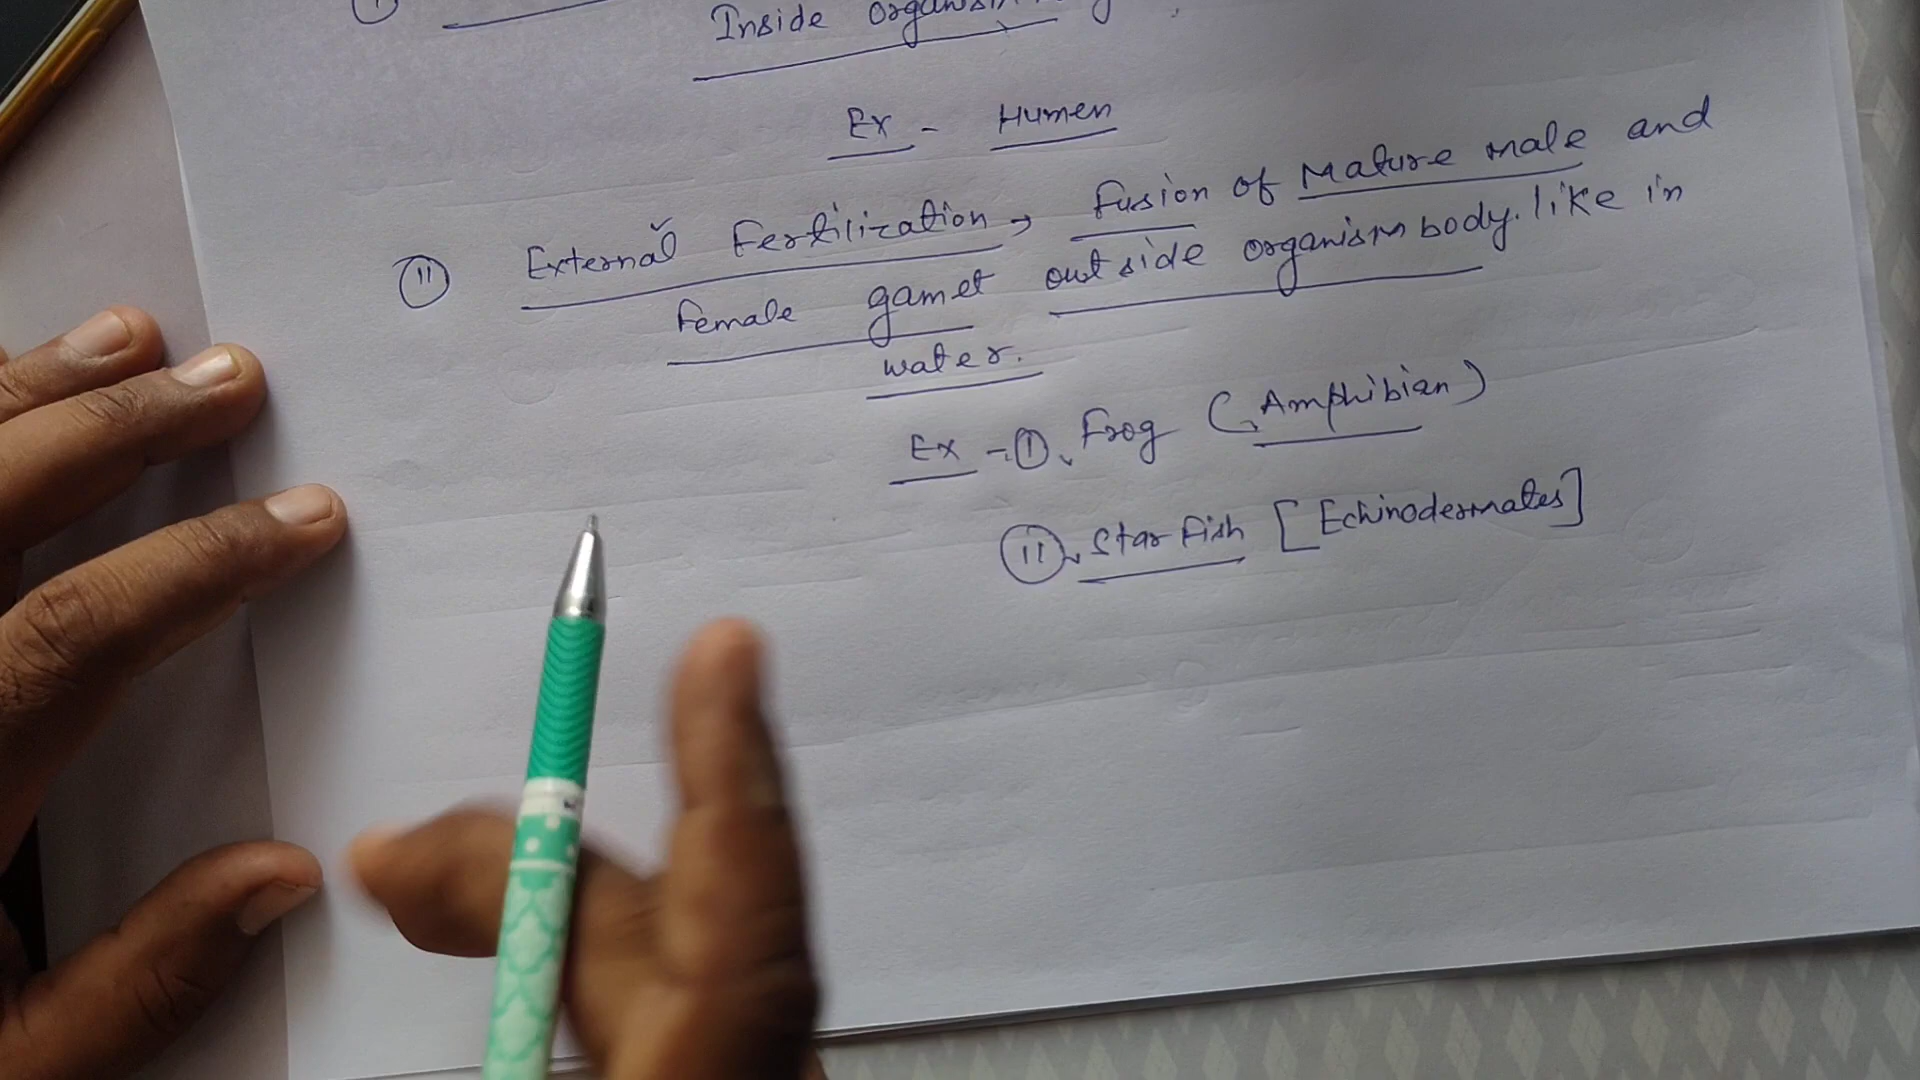 Inside
Ex - Humen
(ii) External Fertilization → Fusion of Mature male and
female gamet outside organism body. like in
water.
Ex - (i). Frog (Amphibian)
(ii). Star Fish [Echinodermates]